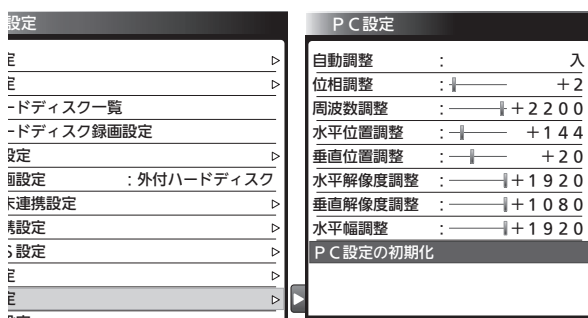 設定
定
定
ードディスク一覧
ードディスク録画設定
設定
画設定 ：外付ハードディスク
末連携設定
携設定
設定
定
定
ＰＣ設定
自動調整 ： 入
位相調整 ： ＋２
周波数調整 ： ＋２２００
水平位置調整 ： ＋１４４
垂直位置調整 ： ＋２０
水平解像度調整 ： ＋１９２０
垂直解像度調整 ： ＋１０８０
水平幅調整 ： ＋１９２０
ＰＣ設定の初期化